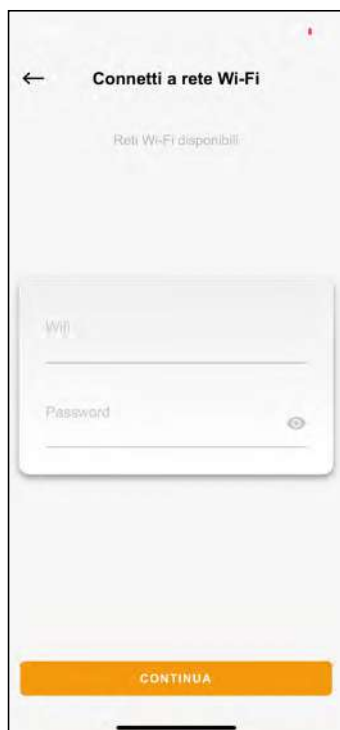 Connetti a rete Wi-Fi
Reti Wi-Fi disponibili
Wifi
Password
CONTINUA